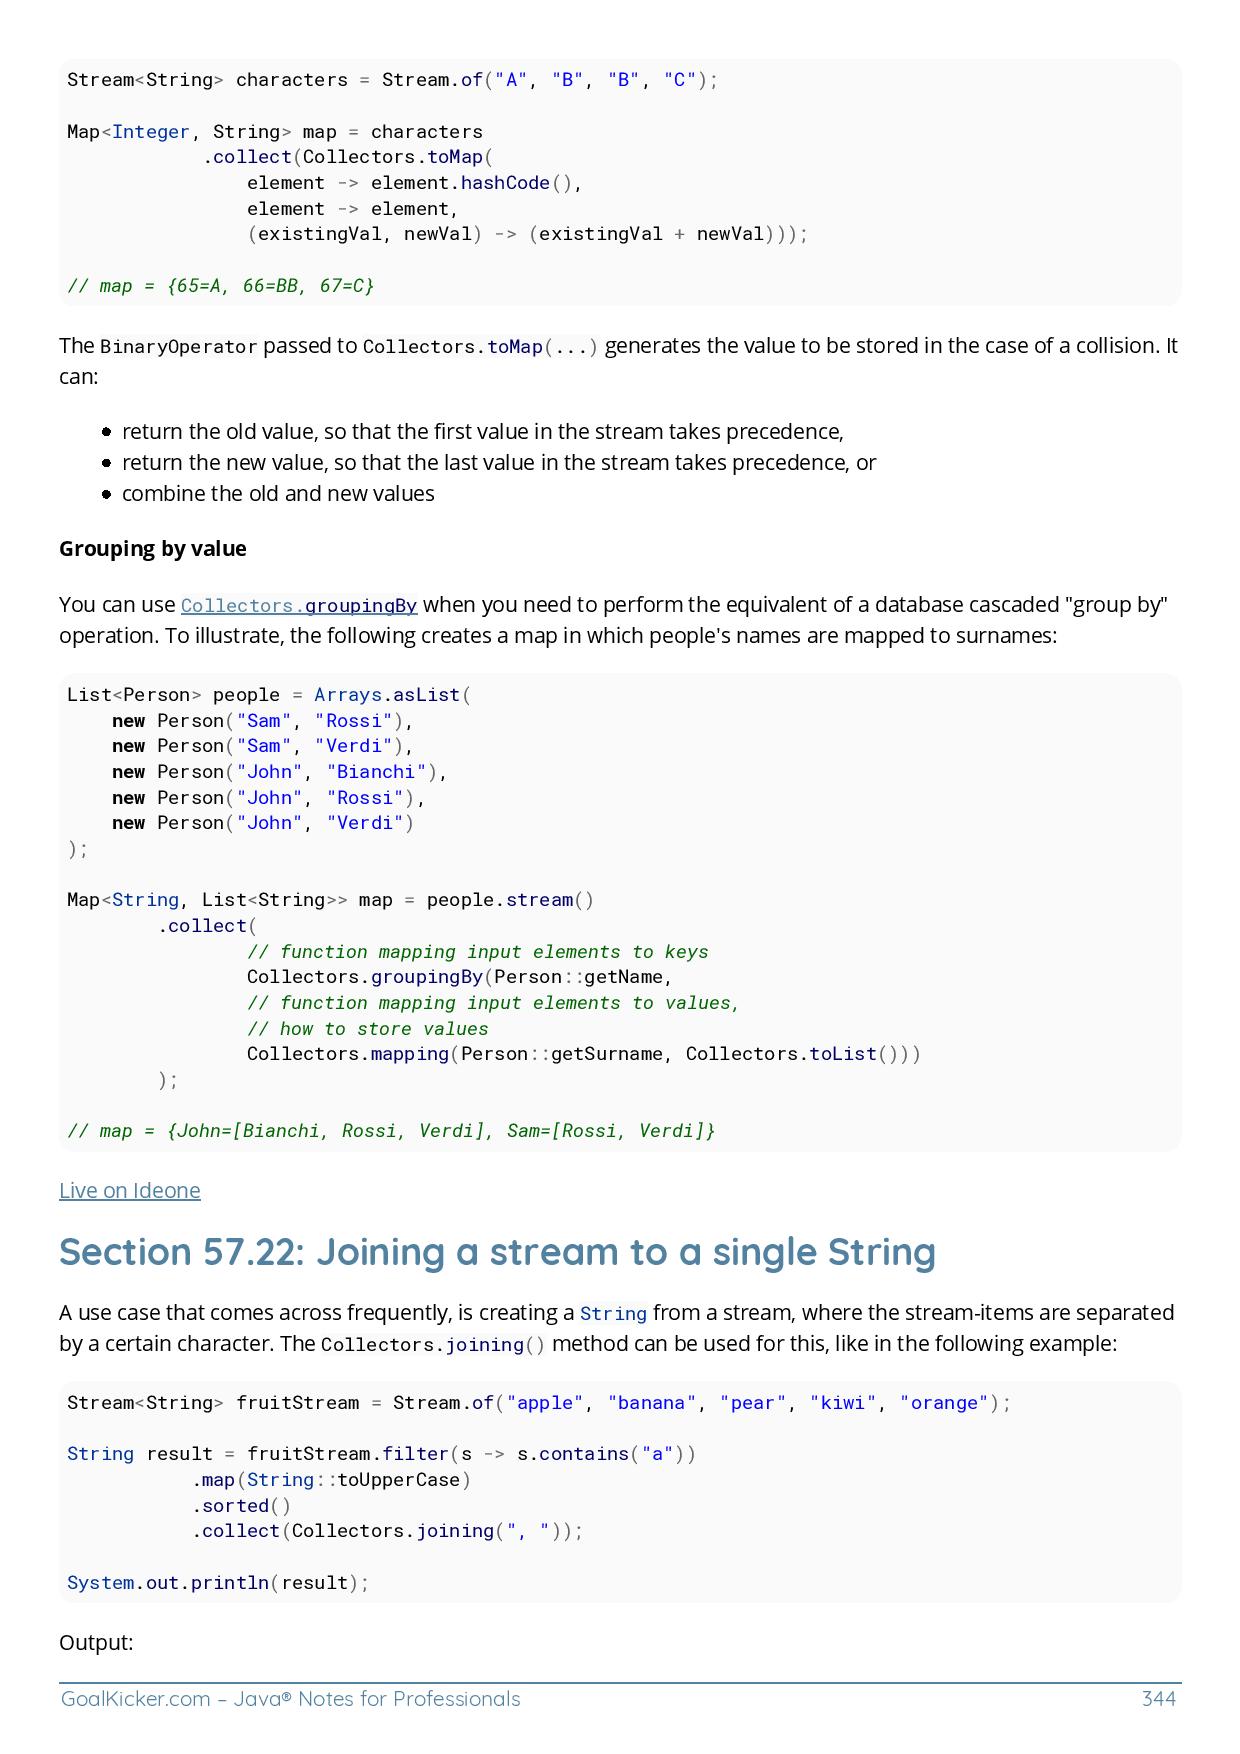 Stream<String> characters = Stream.of("A", "B", "B", "C");

Map<Integer, String> map = characters
            .collect(Collectors.toMap(
                element -> element.hashCode(),
                element -> element,
                (existingVal, newVal) -> (existingVal + newVal)));

// map = {65=A, 66=BB, 67=C}
The BinaryOperator passed to Collectors.toMap(...) generates the value to be stored in the case of a collision. It
can:
● return the old value, so that the first value in the stream takes precedence,
● return the new value, so that the last value in the stream takes precedence, or
● combine the old and new values
Grouping by value
You can use Collectors.groupingBy when you need to perform the equivalent of a database cascaded "group by"
operation. To illustrate, the following creates a map in which people's names are mapped to surnames:
List<Person> people = Arrays.asList(
    new Person("Sam", "Rossi"),
    new Person("Sam", "Verdi"),
    new Person("John", "Bianchi"),
    new Person("John", "Rossi"),
    new Person("John", "Verdi")
);

Map<String, List<String>> map = people.stream()
        .collect(
                // function mapping input elements to keys
                Collectors.groupingBy(Person::getName,
                // function mapping input elements to values,
                // how to store values
                Collectors.mapping(Person::getSurname, Collectors.toList()))
        );

// map = {John=[Bianchi, Rossi, Verdi], Sam=[Rossi, Verdi]}
Live on Ideone
Section 57.22: Joining a stream to a single String
A use case that comes across frequently, is creating a String from a stream, where the stream-items are separated
by a certain character. The Collectors.joining() method can be used for this, like in the following example:
Stream<String> fruitStream = Stream.of("apple", "banana", "pear", "kiwi", "orange");

String result = fruitStream.filter(s -> s.contains("a"))
           .map(String::toUpperCase)
           .sorted()
           .collect(Collectors.joining(", "));

System.out.println(result);
Output:
GoalKicker.com – Java® Notes for Professionals
344